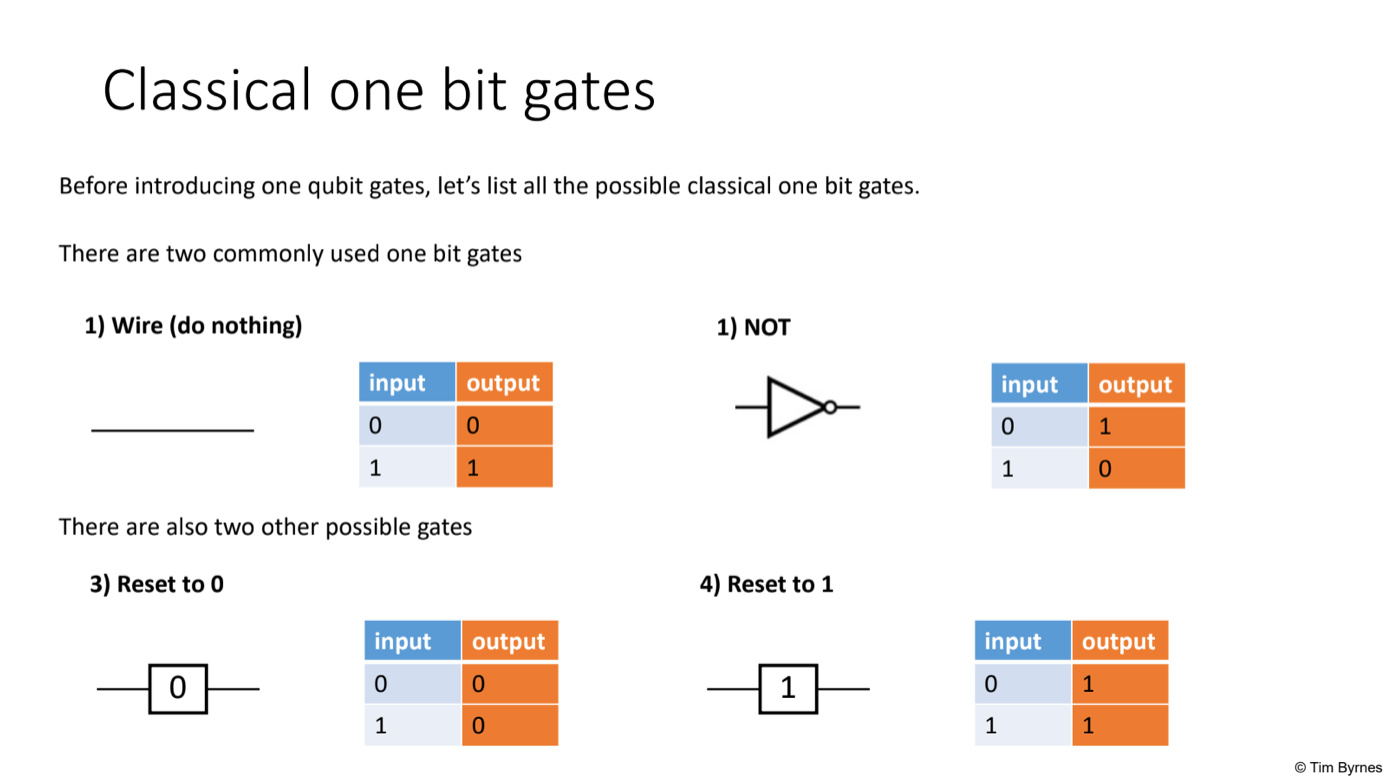 Classical one bit gates
Before introducing one qubit gates, let’s list all the possible classical one bit gates.
There are two commonly used one bit gates
1) Wire (do nothing)
input output
0 0
1 1
1) NOT
input output
0 1
1 0
There are also two other possible gates
3) Reset to 0
0
input output
0 0
1 0
4) Reset to 1
1
input output
0 1
1 1
© Tim Byrnes